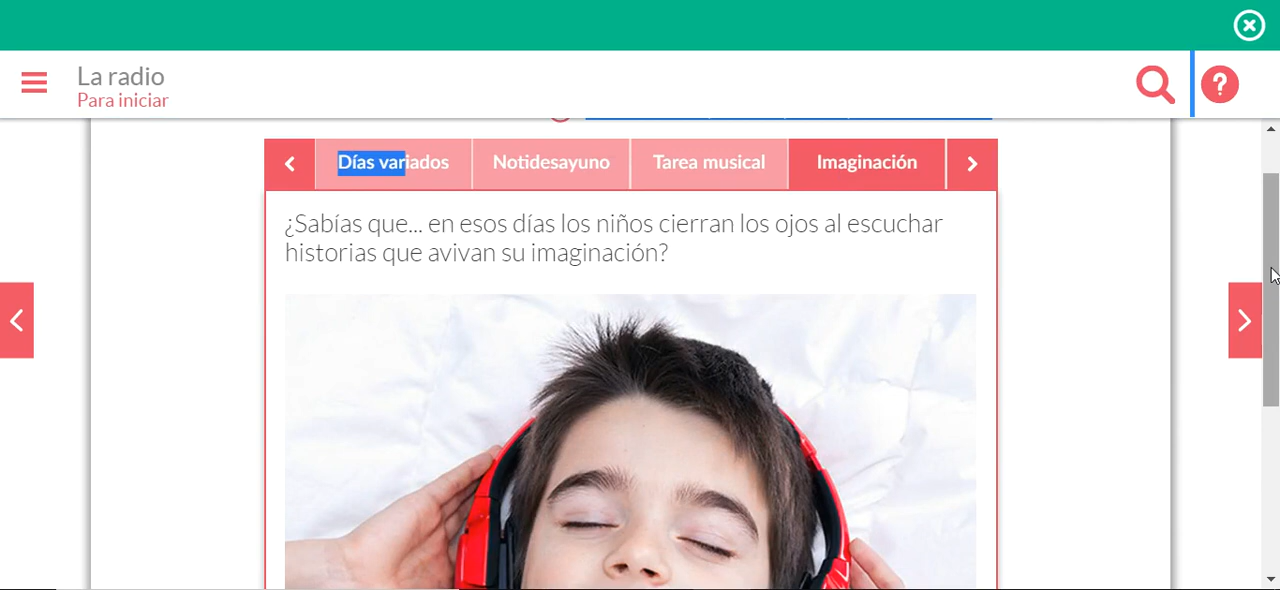 La radio
Para iniciar
Días variados
Notidesayuno
Tarea musical
Imaginación
¿Sabías que... en esos días los niños cierran los ojos al escuchar
historias que avivan su imaginación?